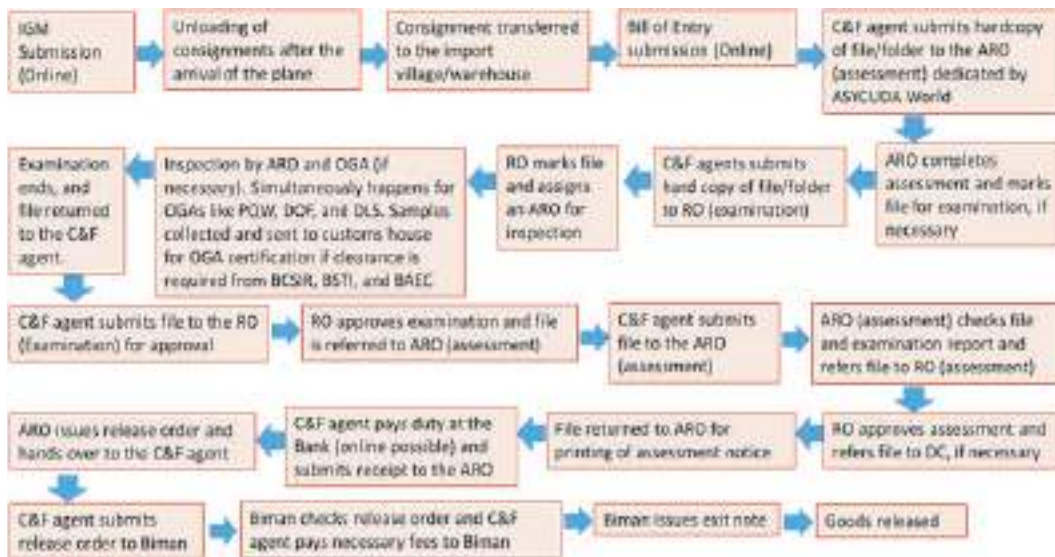 IGM
Submission
(Online)
Unloading of
consignments after the
arrival of the plane
Consignment transferred
to the import
village/warehouse
Bill of Entry
submission (Online)
C&F agent submits hardcopy
of file/folder to the ARO
(assessment) dedicated by
ASYCUDA World
ARO completes
assessment and marks
file for examination, if
necessary
C&F agents submits
hard copy of file/folder
to RO (examination)
RO marks file
and assigns
an ARO for
inspection
Inspection by ARO and OGA (if
necessary). Simultaneously happens for
OGAs like PQW, DOF, and DLS. Samples
collected and sent to customs house
for OGA certification if clearance is
required from BCSIR, BSTI, and BAEC
Examination
ends, and
file returned
to the C&F
agent.
C&F agent submits file to the RO
(Examination) for approval
RO approves examination and file
is referred to ARO (assessment)
C&F agent submits
file to the ARO
(assessment)
ARO (assessment) checks file
and examination report and
refers file to RO (assessment)
RO approves assessment and
refers file to DC, if necessary
File returned to ARO for
printing of assessment notice
C&F agent pays duty at the
Bank (online possible) and
submits receipt to the ARO
ARO issues release order and
hands over to the C&F agent
C&F agent submits
release order to Biman
Biman checks release order and C&F
agent pays necessary fees to Biman
Biman issues exit note
Goods released